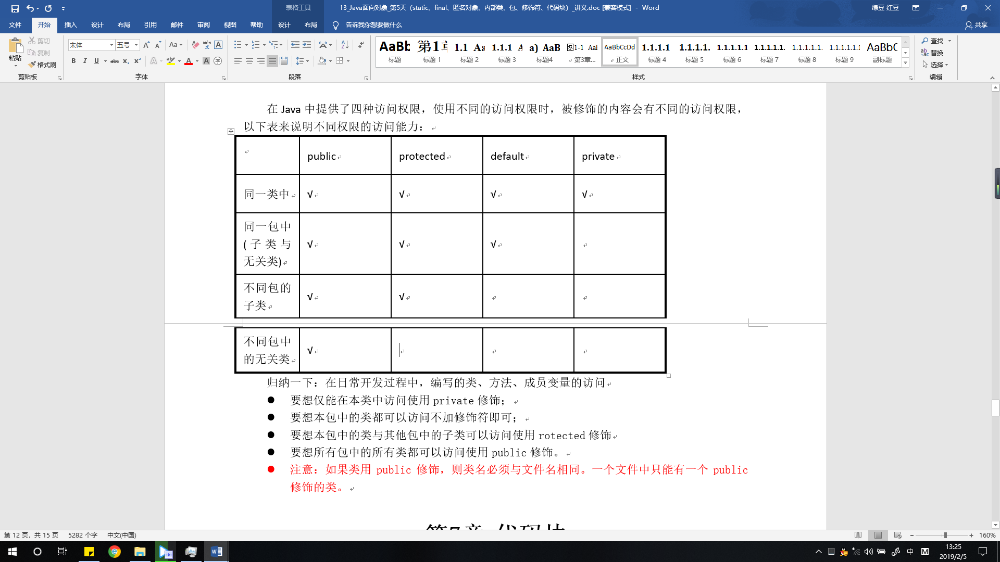 表格工具
13_Java面向对象_第5天（static、final、匿名对象、内部类、包、修饰符、代码块）_讲义.doc [兼容模式] - Word
绿豆 红豆
文件 开始 插入 设计 布局 引用 邮件 审阅 视图 帮助 设计 布局 告诉我你想要做什么 共享
粘贴
剪切
复制
格式刷
剪贴板
宋体 五号
字体
段落
AaBb 标题
第1章 标题 1
1.1 Aa 标题 2
1.1.1 A 标题 3
a) AaB 标题4
图1-1 Aal 第3章...
AaBbCcDd 正文
1.1.1.1 标题 4
1.1.1.1. 标题 5
1.1.1.1.1 标题 6
1.1.1.1.1. 标题 7
1.1.1.1.1.1. 标题 8
1.1.1.1.1.1.1 标题 9
AaBbC 副标题
样式
查找
替换
选择
编辑
在 Java 中提供了四种访问权限，使用不同的访问权限时，被修饰的内容会有不同的访问权限，
以下表来说明不同权限的访问能力：
public protected default private
同一类中 √ √ √ √
同一包中
(子类与
无关类) √ √ √
不同包的
子类 √ √
不同包中
的无关类 √
归纳一下：在日常开发过程中，编写的类、方法、成员变量的访问
● 要想仅能在本类中访问使用 private 修饰；
● 要想本包中的类都可以访问不加修饰符即可；
● 要想本包中的类与其他包中的子类可以访问使用 rotected 修饰
● 要想所有包中的所有类都可以访问使用 public 修饰。
● 注意：如果类用 public 修饰，则类名必须与文件名相同。一个文件中只能有一个 public
修饰的类。
第7章 代码块
第 12 页，共 15 页 5282 个字 中文(中国)
160%
中
M
13:25
2019/2/5